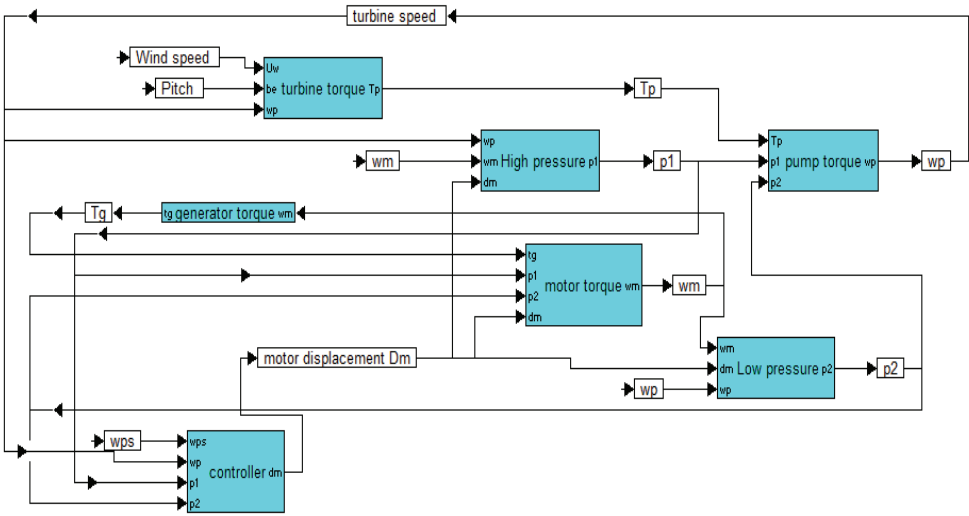 turbine speed
Wind speed
Uw
Pitch
be turbine torque Tp
wp
Tp
wp
wm
wm High pressure p1
dm
p1
Tp
p1 pump torque wp
p2
wp
Tg
tg generator torque wm
tg
p1
motor torque wm
p2
dm
wm
motor displacement Dm
wm
dm Low pressure p2
wp
p2
wp
wps
wps
wp
controller dm
p1
p2